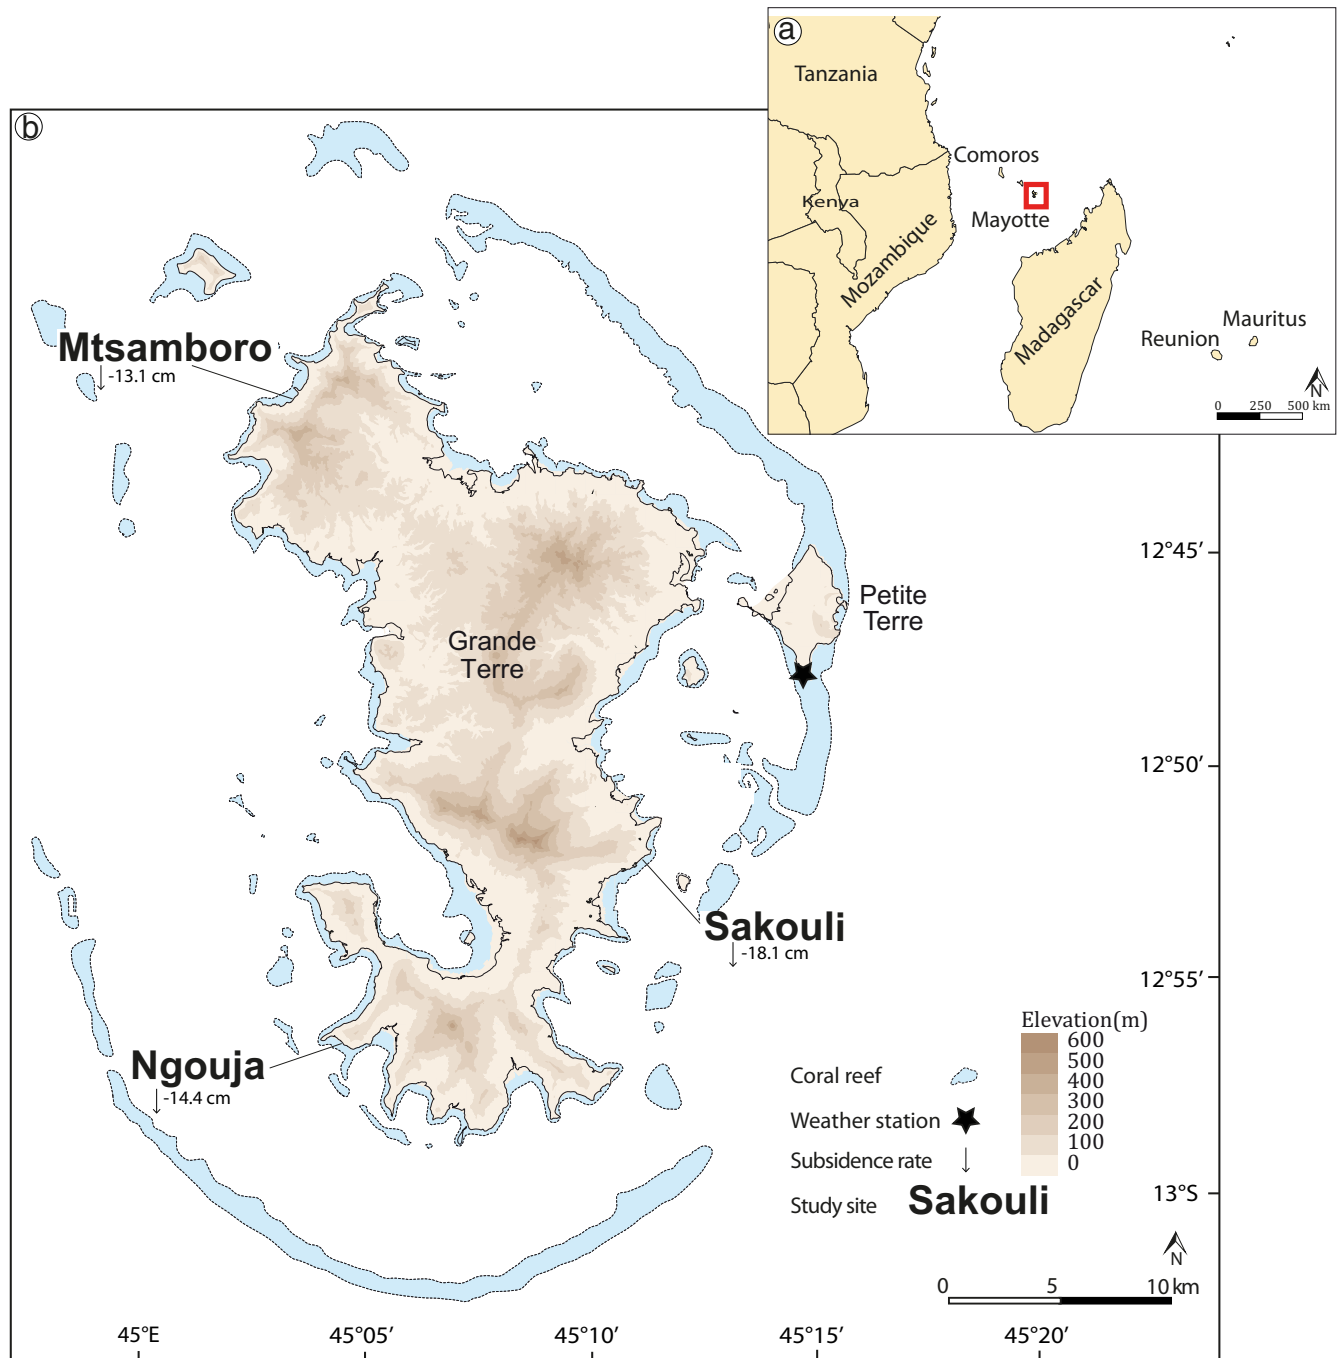 a
Tanzania
Comoros
Kenya
Mayotte
Mozambique
Madagascar
Mauritus
Reunion
N
0 250 500 km
b
Mtsamboro
-13.1 cm
12°45′
Petite
Terre
Grande
Terre
12°50′
Sakouli
-18.1 cm
12°55′
Ngouja
-14.4 cm
Elevation(m)
600
500
400
300
200
100
0
Coral reef
Weather station
Subsidence rate
Study site Sakouli
13°S
N
0 5 10 km
45°E 45°05′ 45°10′ 45°15′ 45°20′